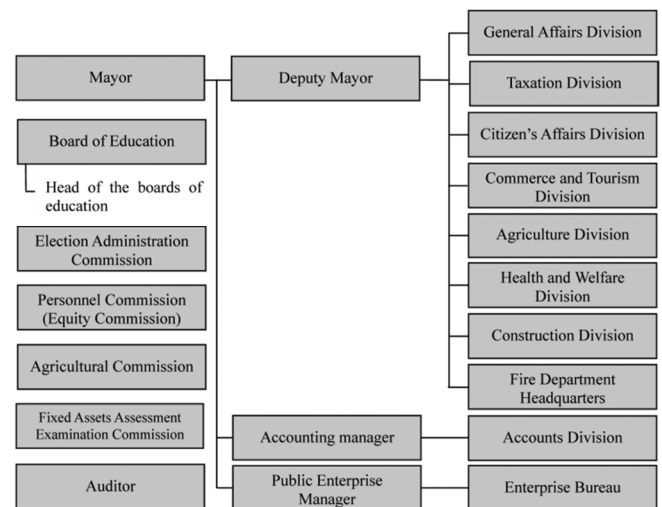 Mayor
Board of Education
Head of the boards of
education
Election Administration
Commission
Personnel Commission
(Equity Commission)
Agricultural Commission
Fixed Assets Assessment
Examination Commission
Auditor
Deputy Mayor
Accounting manager
Public Enterprise
Manager
General Affairs Division
Taxation Division
Citizen’s Affairs Division
Commerce and Tourism
Division
Agriculture Division
Health and Welfare
Division
Construction Division
Fire Department
Headquarters
Accounts Division
Enterprise Bureau